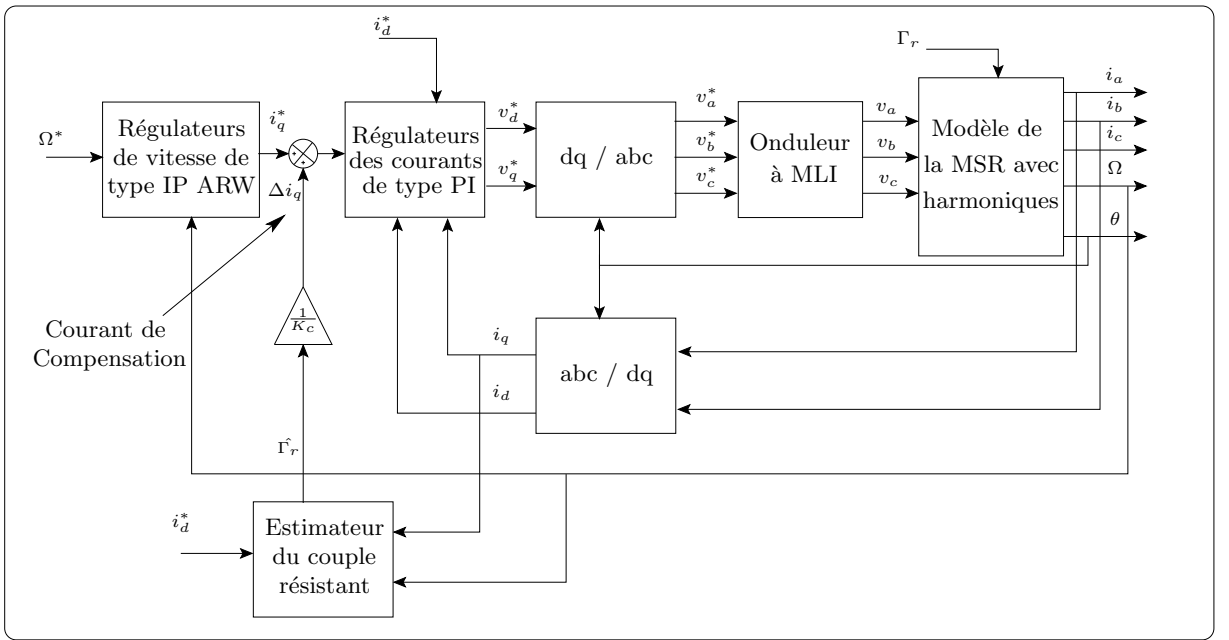 i_d^*
Γ_r
Ω^*
Régulateurs
de vitesse de
type IP ARW
i_q^*
Δi_q
Régulateurs
des courants
de type PI
v_d^*
v_q^*
dq / abc
v_a^*
v_b^*
v_c^*
Onduleur
à MLI
v_a
v_b
v_c
Modèle de
la MSR avec
harmoniques
i_a
i_b
i_c
Ω
θ
Courant de
Compensation
1/K_c
i_q
i_d
abc / dq
Γ̂_r
i_d^*
Estimateur
du couple
résistant